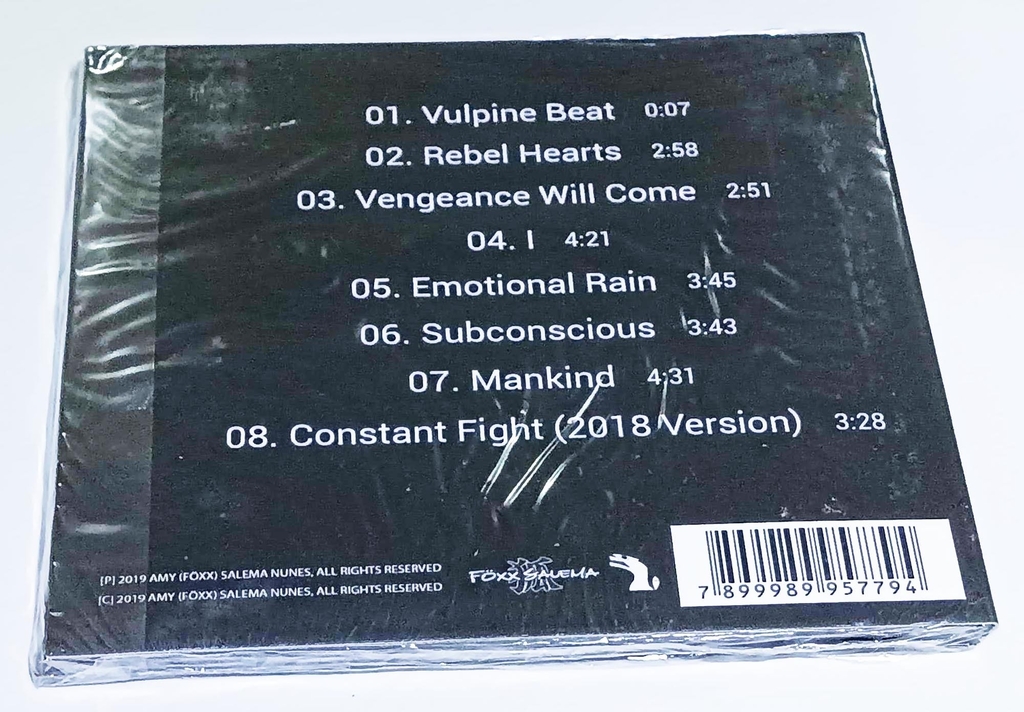 01. Vulpine Beat 0:07
02. Rebel Hearts 2:58
03. Vengeance Will Come 2:51
04. I 4:21
05. Emotional Rain 3:45
06. Subconscious 3:43
07. Mankind 4:31
08. Constant Fight (2018 Version) 3:28
[P] 2019 AMY (FÖXX) SALEMA NUNES, ALL RIGHTS RESERVED
[C] 2019 AMY (FÖXX) SALEMA NUNES, ALL RIGHTS RESERVED
FÖXX SALEMA
7 899989 957794